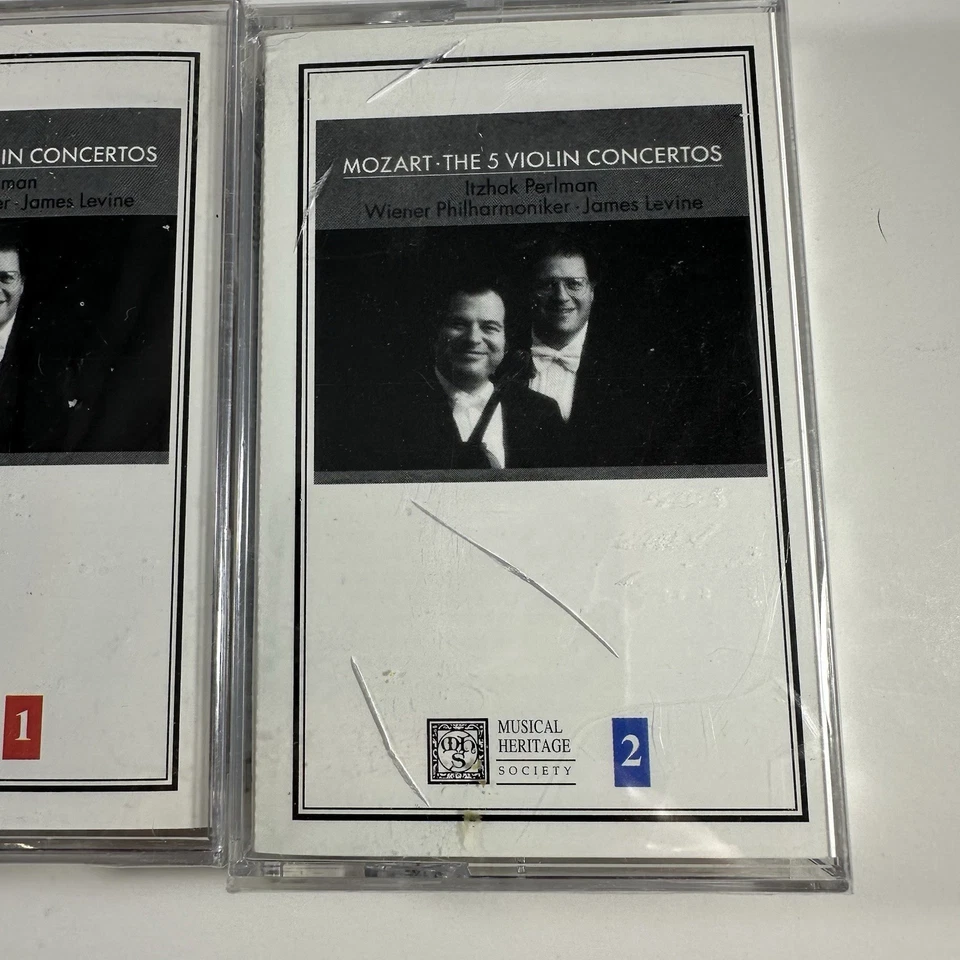 IN CONCERTOS
man
er · James Levine
1
MOZART · THE 5 VIOLIN CONCERTOS
Itzhak Perlman
Wiener Philharmoniker · James Levine
MHS
MUSICAL
HERITAGE
SOCIETY
2